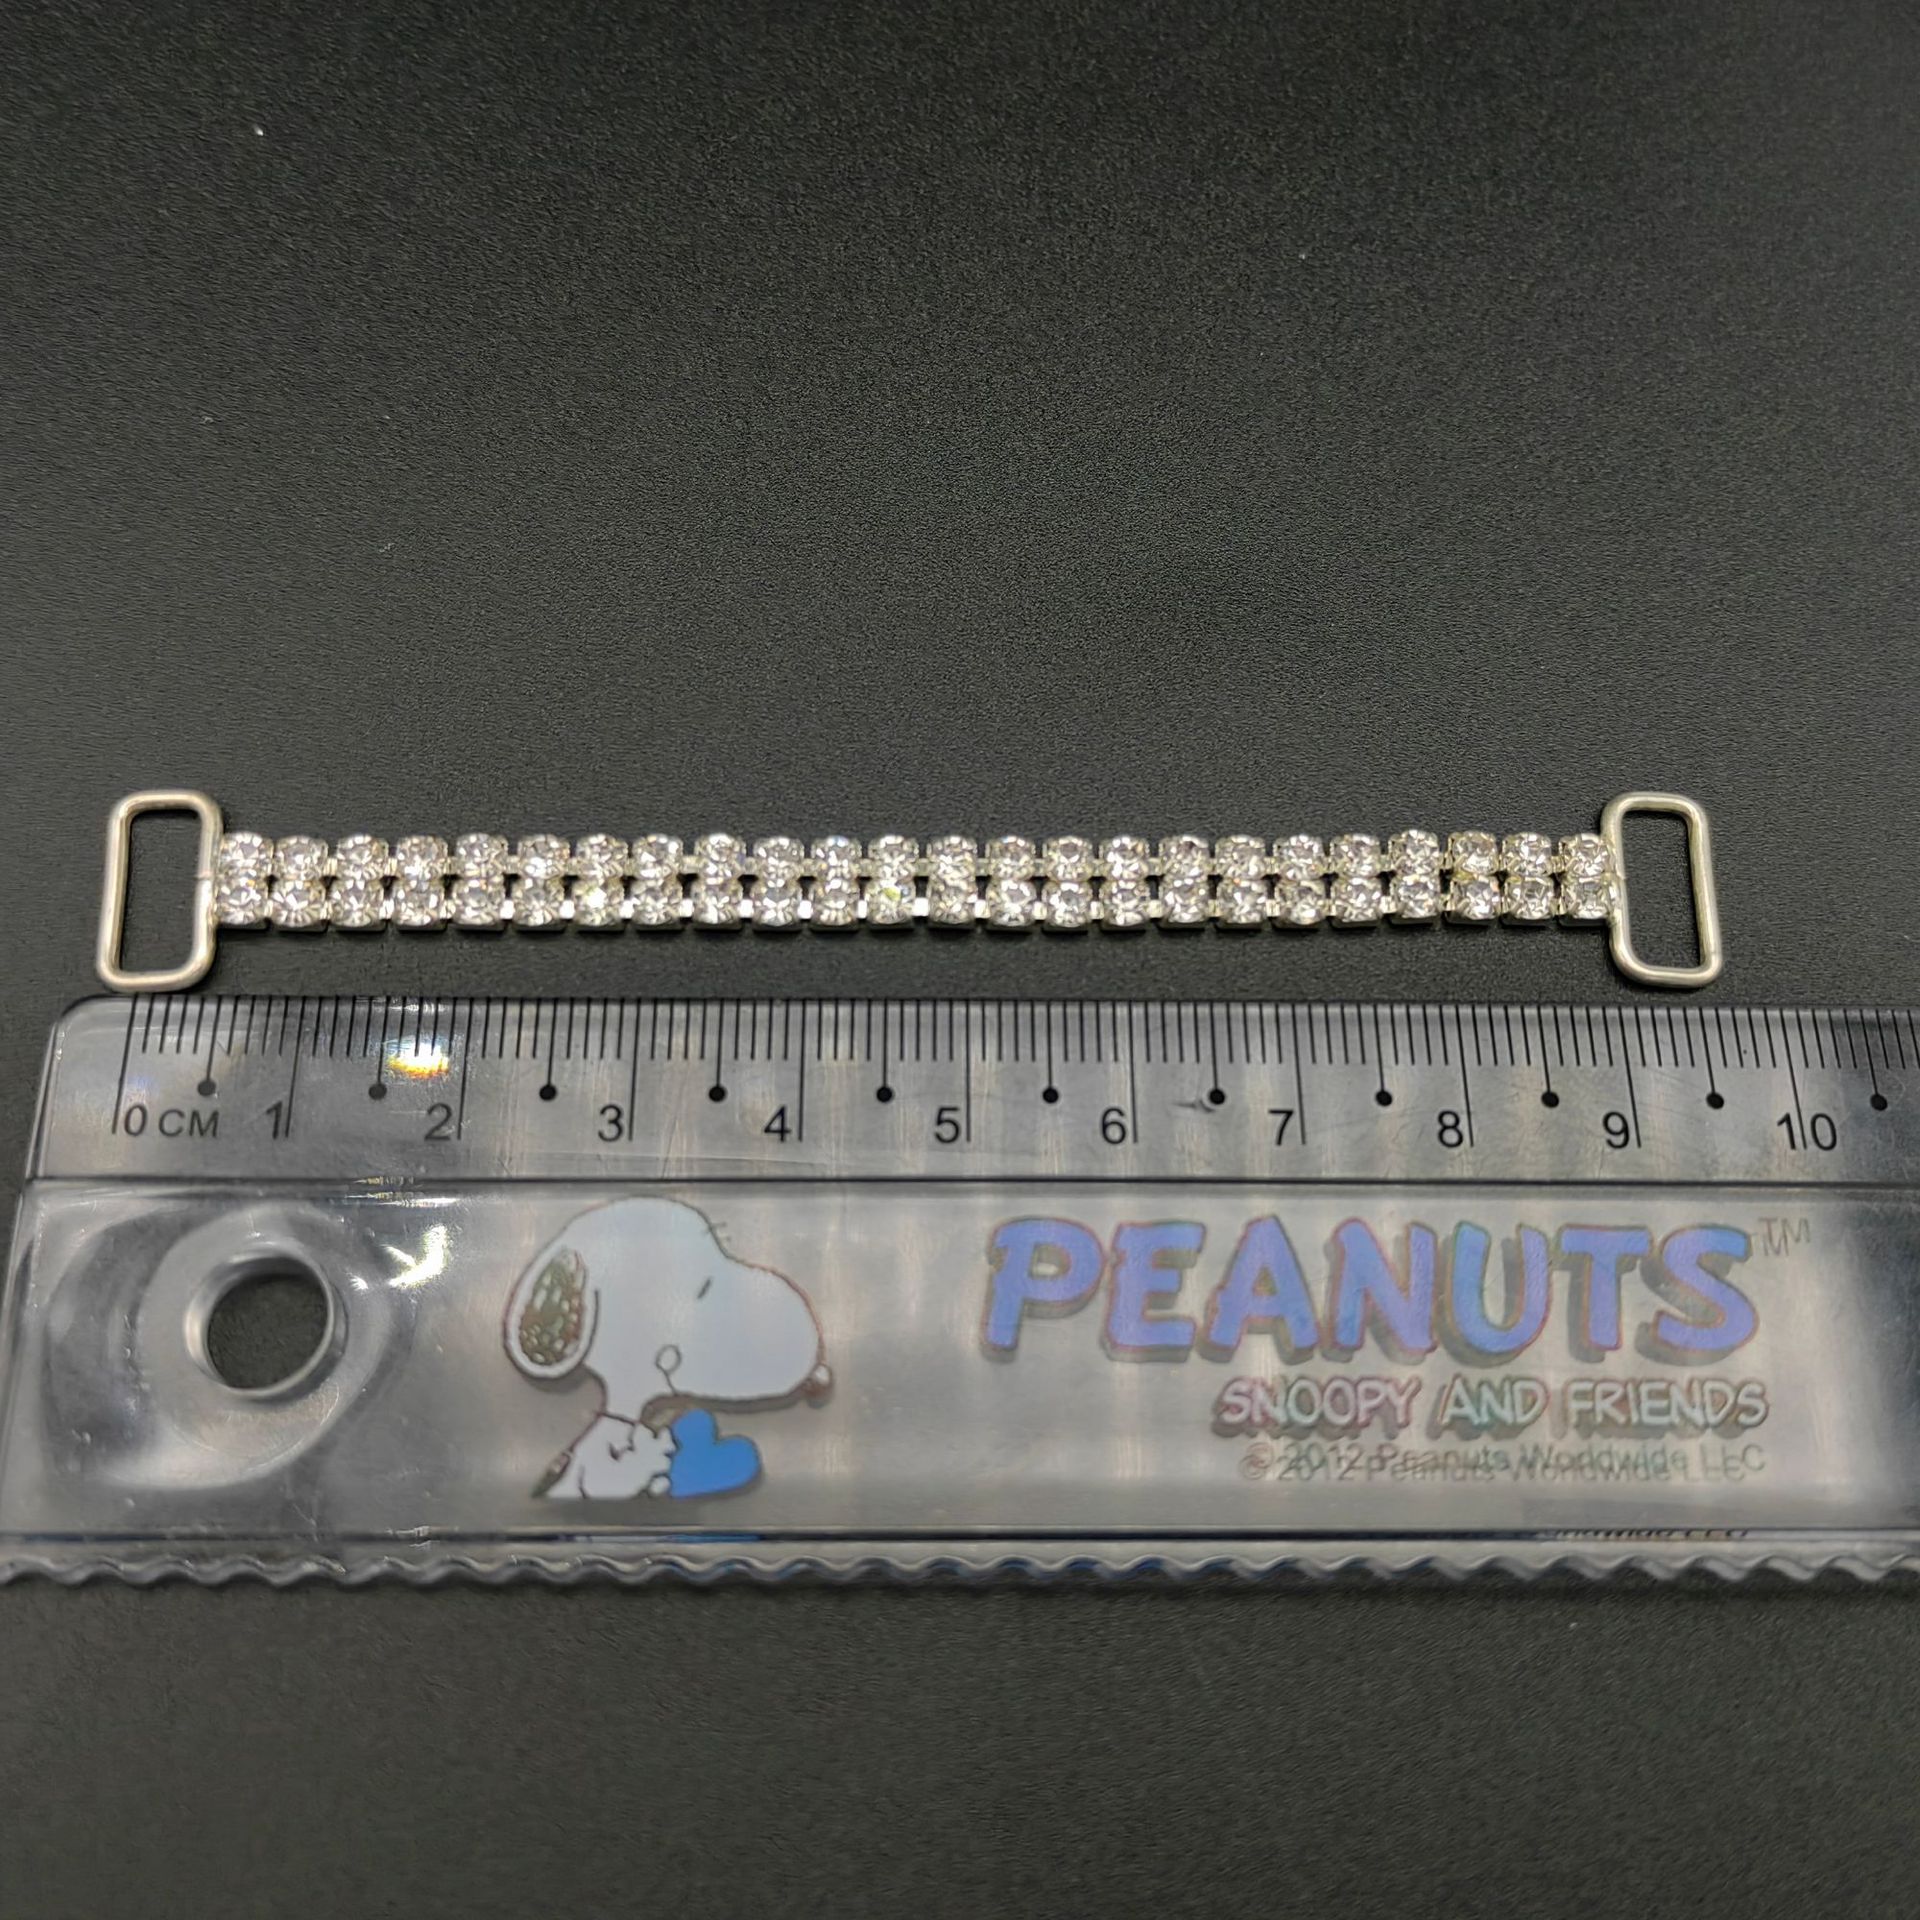 0 CM 1 2 3 4 5 6 7 8 9 10
PEANUTS™
SNOOPY AND FRIENDS
© 2012 Peanuts Worldwide LLC